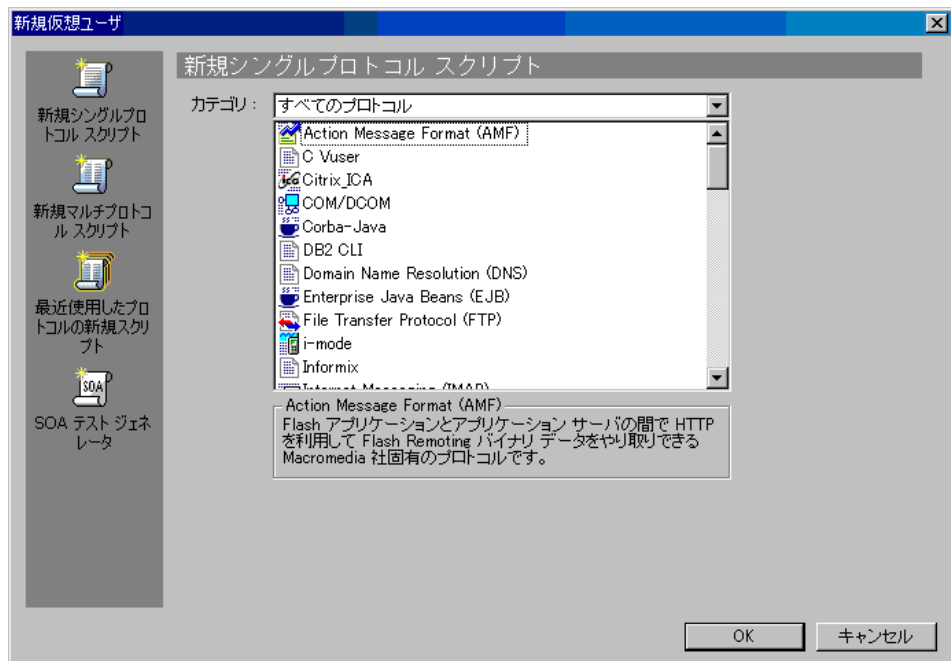 新規仮想ユーザ
新規シングルプロ
トコル スクリプト
新規マルチプロトコ
ル スクリプト
最近使用したプロ
トコルの新規スクリ
プト
SOA
SOA テスト ジェネ
レータ
新規シングルプロトコル スクリプト
カテゴリ :
すべてのプロトコル
Action Message Format (AMF)
C Vuser
Citrix_ICA
COM/DCOM
Corba-Java
DB2 CLI
Domain Name Resolution (DNS)
Enterprise Java Beans (EJB)
File Transfer Protocol (FTP)
i-mode
Informix
Internet Messaging (IMAP)
Action Message Format (AMF)
Flash アプリケーションとアプリケーション サーバの間で HTTP
を利用して Flash Remoting バイナリ データをやり取りできる
Macromedia 社固有のプロトコルです。
OK
キャンセル